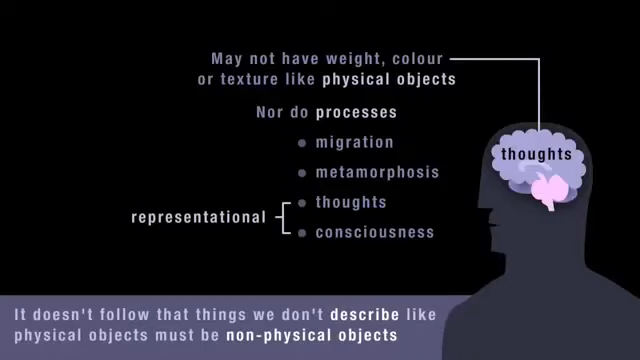 May not have weight, colour
or texture like physical objects
thoughts
Nor do processes
migration
metamorphosis
representational
thoughts
consciousness
It doesn't follow that things we don't describe like
physical objects must be non-physical objects